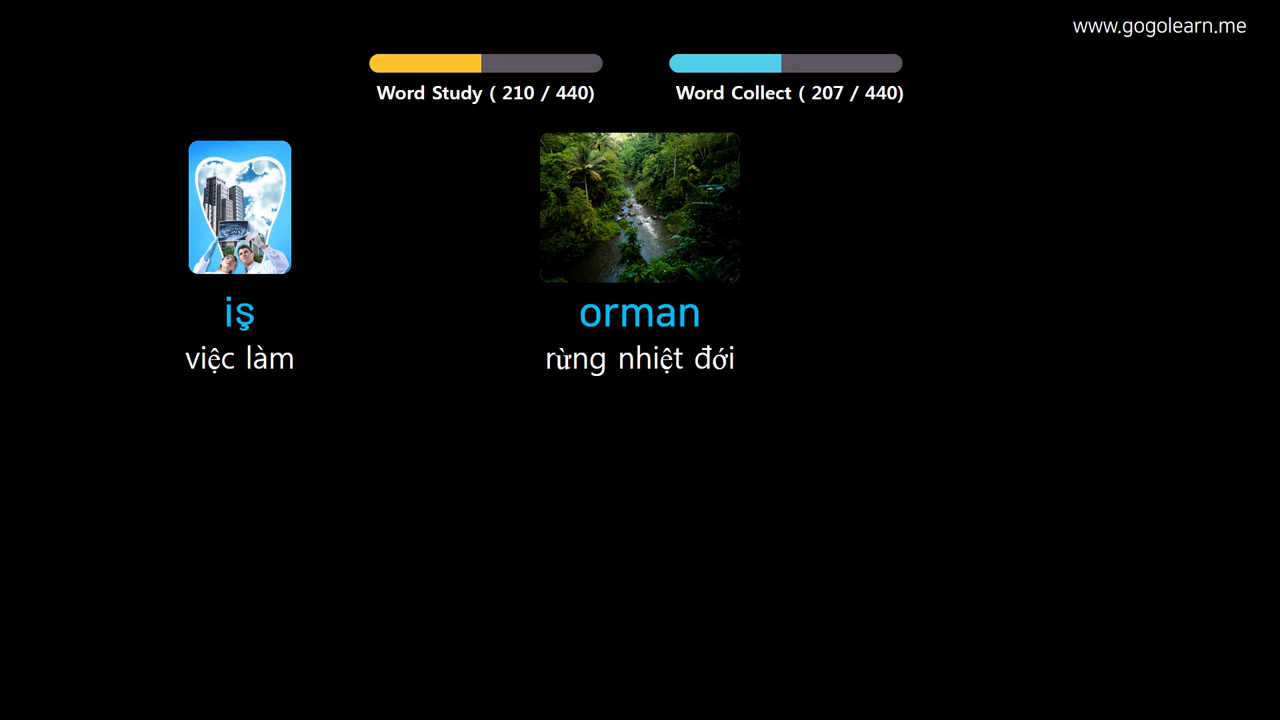 www.gogolearn.me
Word Study ( 210 / 440)
Word Collect ( 207 / 440)
iş
orman
việc làm
rừng nhiệt đới